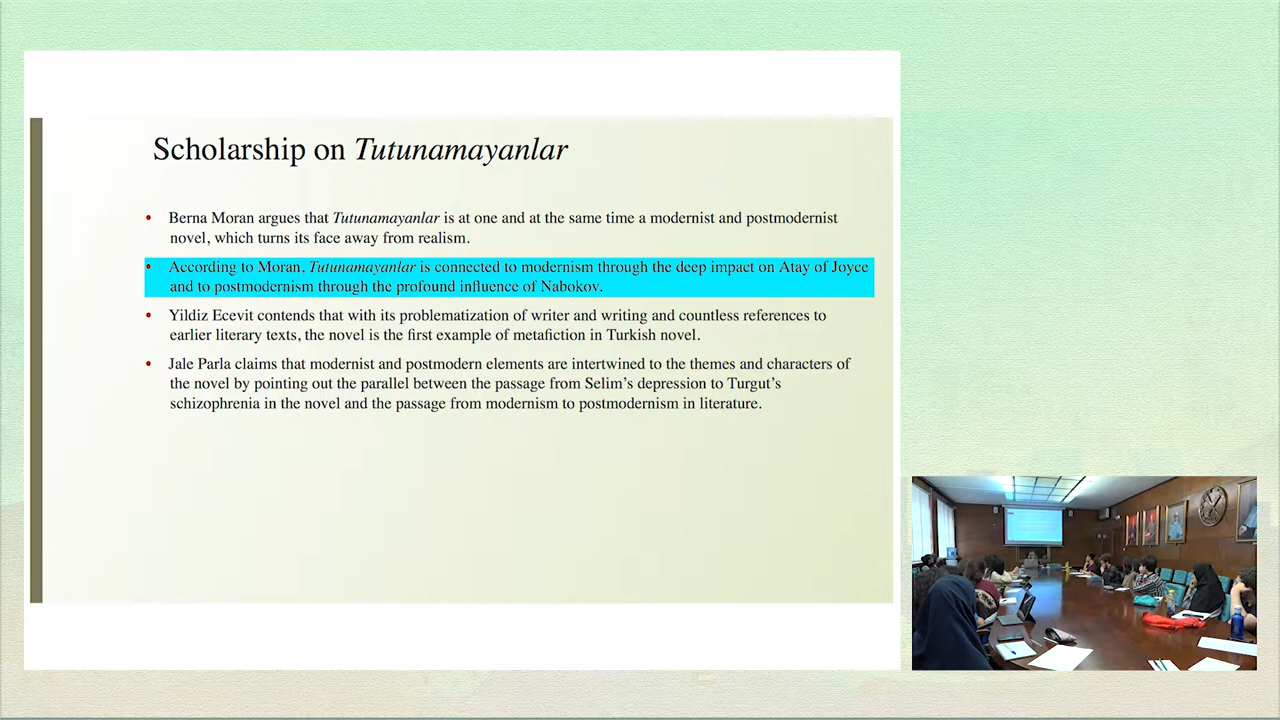 Scholarship on Tutunamayanlar
• Berna Moran argues that Tutunamayanlar is at one and at the same time a modernist and postmodernist
novel, which turns its face away from realism.
• According to Moran, Tutunamayanlar is connected to modernism through the deep impact on Atay of Joyce
and to postmodernism through the profound influence of Nabokov.
• Yildiz Ecevit contends that with its problematization of writer and writing and countless references to
earlier literary texts, the novel is the first example of metafiction in Turkish novel.
• Jale Parla claims that modernist and postmodern elements are intertwined to the themes and characters of
the novel by pointing out the parallel between the passage from Selim’s depression to Turgut’s
schizophrenia in the novel and the passage from modernism to postmodernism in literature.